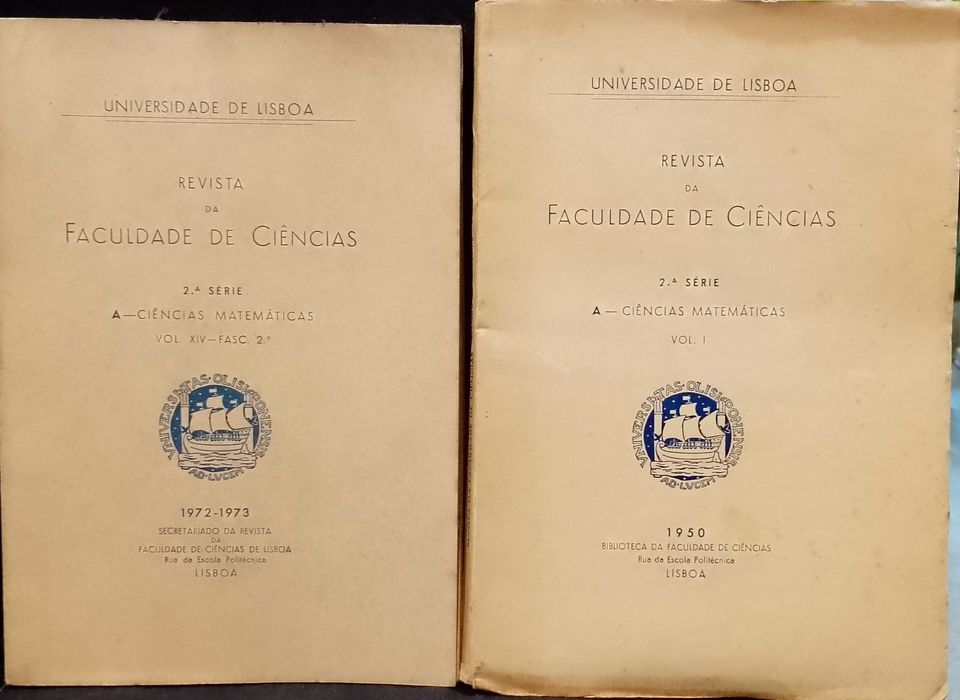 UNIVERSIDADE DE LISBOA
REVISTA
DA
FACULDADE DE CIÊNCIAS
2.ª SÉRIE
A—CIÊNCIAS MATEMÁTICAS
VOL. XIV—FASC. 2.º
UNIVERSITAS·OLISIPONENSIS
AD·LVCEM
1972-1973
SECRETARIADO DA REVISTA
DA
FACULDADE DE CIÊNCIAS DE LISBOA
Rua da Escola Politécnica
LISBOA
UNIVERSIDADE DE LISBOA
REVISTA
DA
FACULDADE DE CIÊNCIAS
2.ª SÉRIE
A — CIÊNCIAS MATEMÁTICAS
VOL. I
VNIVERSITAS·OLISIPONENSIS
AD·LVCEM
1950
BIBLIOTECA DA FACULDADE DE CIÊNCIAS
Rua da Escola Politécnica
LISBOA